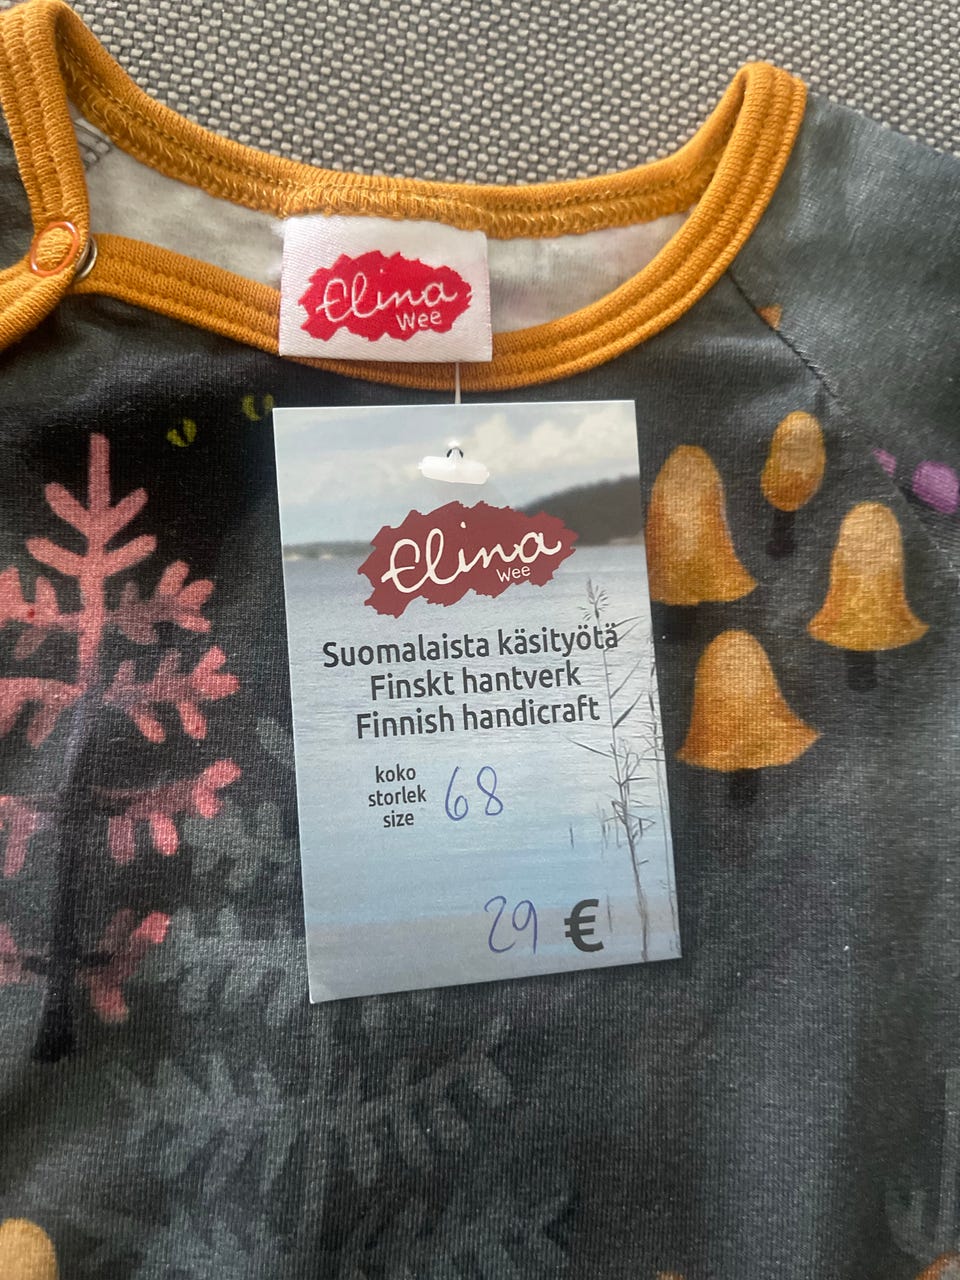 Elina
Wee
Elina
Wee
Suomalaista käsityötä
Finskt hantverk
Finnish handicraft
koko
storlek
size
68
29 €